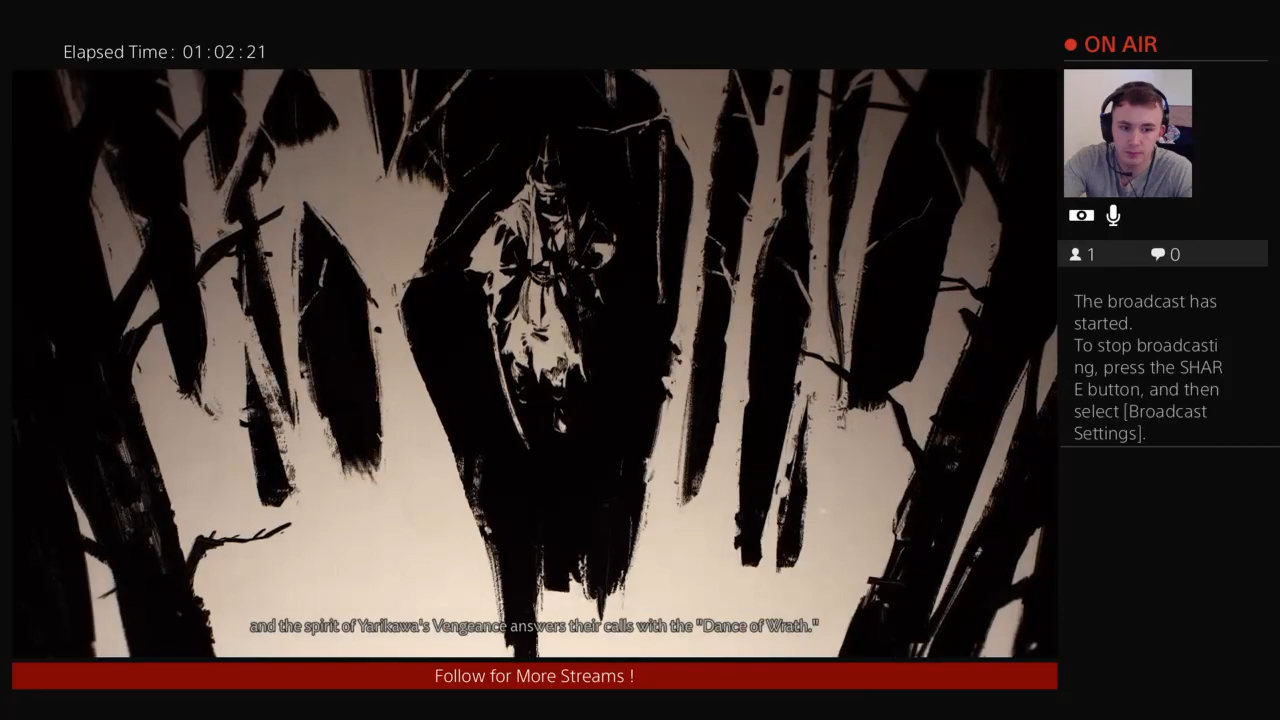 Elapsed Time: 01:02:21
ON AIR
1
0
The broadcast has
started.
To stop broadcasti
ng, press the SHAR
E button, and then
select [Broadcast
Settings].
and the spirit of Yarikawa's Vengeance answers their calls with the "Dance of Wrath."
Follow for More Streams !